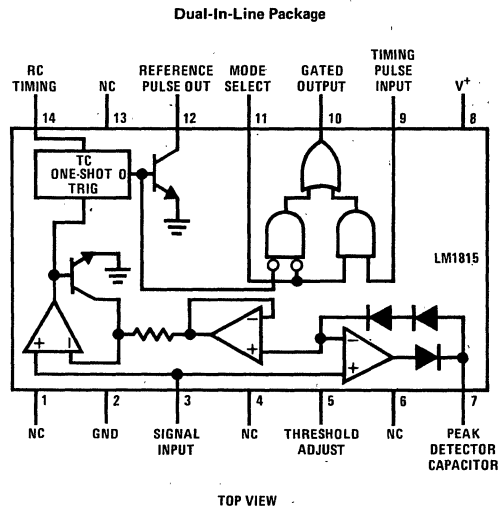 Dual-In-Line Package
RC
TIMING
NC
REFERENCE
PULSE OUT
MODE
SELECT
GATED
OUTPUT
TIMING
PULSE
INPUT
V+
14
13
12
11
10
9
8
TC
ONE-SHOT O
TRIG
LM1815
+
−
−
+
−
+
1
2
3
4
5
6
7
NC
GND
SIGNAL
INPUT
NC
THRESHOLD
ADJUST
NC
PEAK
DETECTOR
CAPACITOR
TOP VIEW